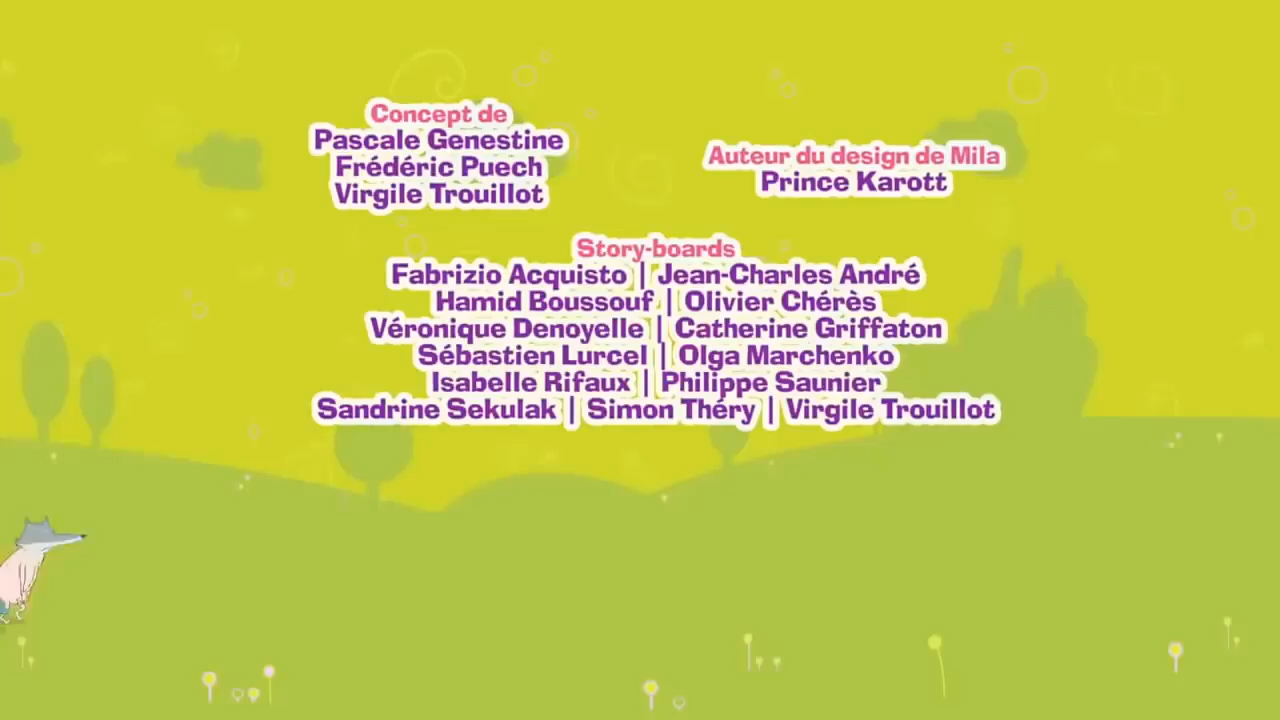 Concept de
Pascale Genestine
Frédéric Puech
Virgile Trouillot
Auteur du design de Mila
Prince Karott
Story-boards
Fabrizio Acquisto | Jean-Charles André
Hamid Boussouf | Olivier Chérès
Véronique Denoyelle | Catherine Griffaton
Sébastien Lurcel | Olga Marchenko
Isabelle Rifaux | Philippe Saunier
Sandrine Sekulak | Simon Théry | Virgile Trouillot